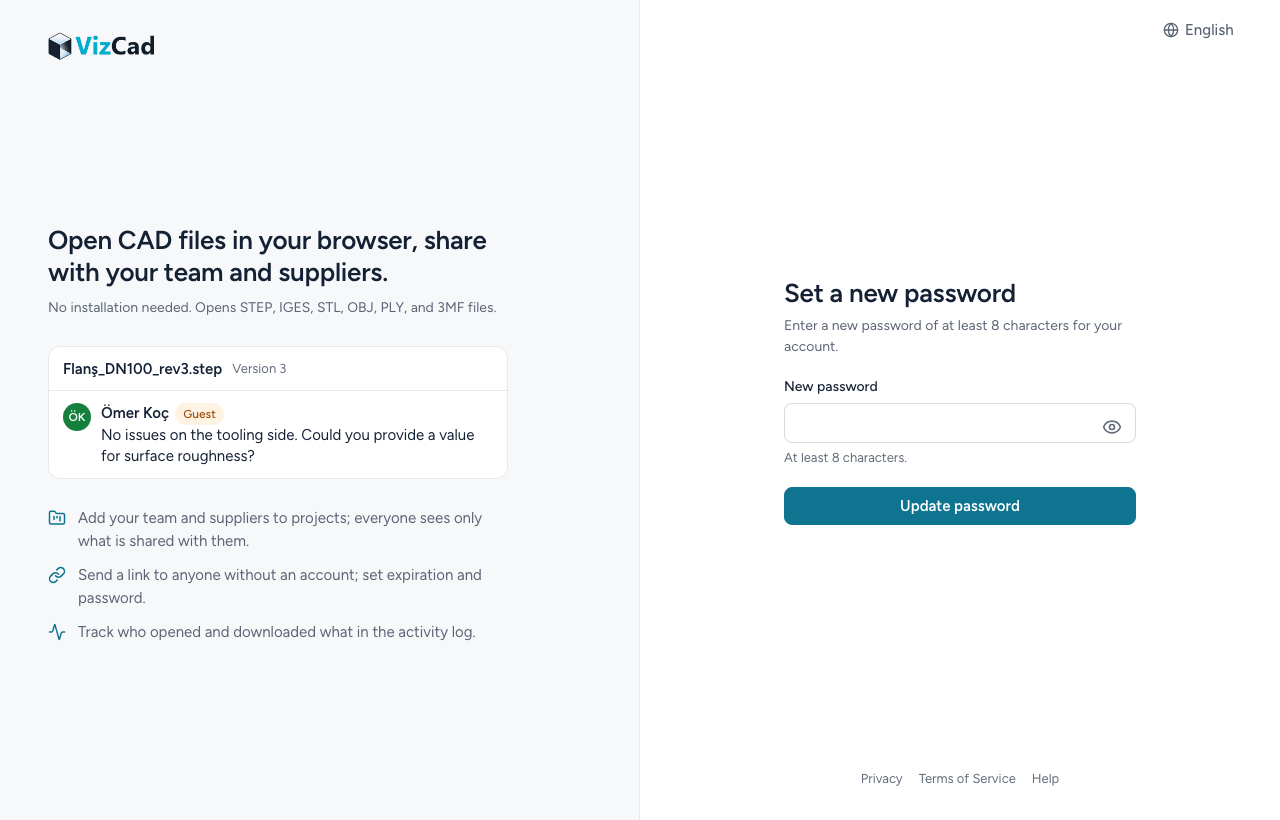 VizCad
Open CAD files in your browser, share
with your team and suppliers.
No installation needed. Opens STEP, IGES, STL, OBJ, PLY, and 3MF files.
Flanş_DN100_rev3.step Version 3
ÖK Ömer Koç Guest
No issues on the tooling side. Could you provide a value
for surface roughness?
Add your team and suppliers to projects; everyone sees only
what is shared with them.
Send a link to anyone without an account; set expiration and
password.
Track who opened and downloaded what in the activity log.
English
Set a new password
Enter a new password of at least 8 characters for your
account.
New password
At least 8 characters.
Update password
Privacy Terms of Service Help